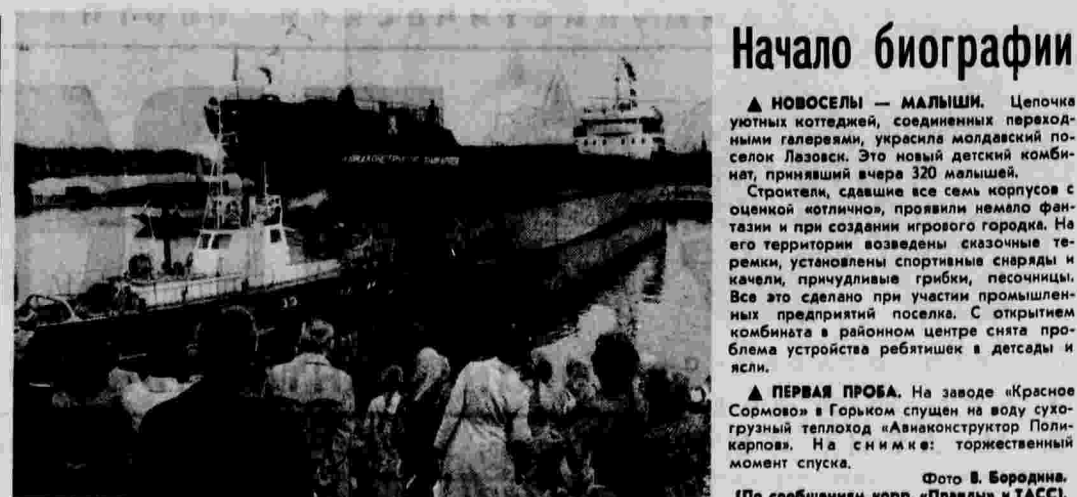 Начало биографии
▲ НОВОСЕЛЫ — МАЛЫШИ. Цепочка
уютных коттеджей, соединенных переход-
ными галереями, украсила молдавский по-
селок Лазовск. Это новый детский комби-
нат, принявший вчера 320 малышей.
Строители, сдавшие все семь корпусов с
оценкой «отлично», проявили немало фан-
тазии и при создании игрового городка. На
его территории возведены сказочные те-
ремки, установлены спортивные снаряды и
качели, причудливые грибки, песочницы.
Все это сделано при участии промышлен-
ных предприятий поселка. С открытием
комбината в районном центре снята про-
блема устройства ребятишек в детсады и
ясли.
▲ ПЕРВАЯ ПРОБА. На заводе «Красное
Сормово» в Горьком спущен на воду сухо-
грузный теплоход «Авиаконструктор Поли-
карпов». На снимке: торжественный
момент спуска.
Фото В. Бородина.
(По сообщениям корр. «Правды» и ТАСС).